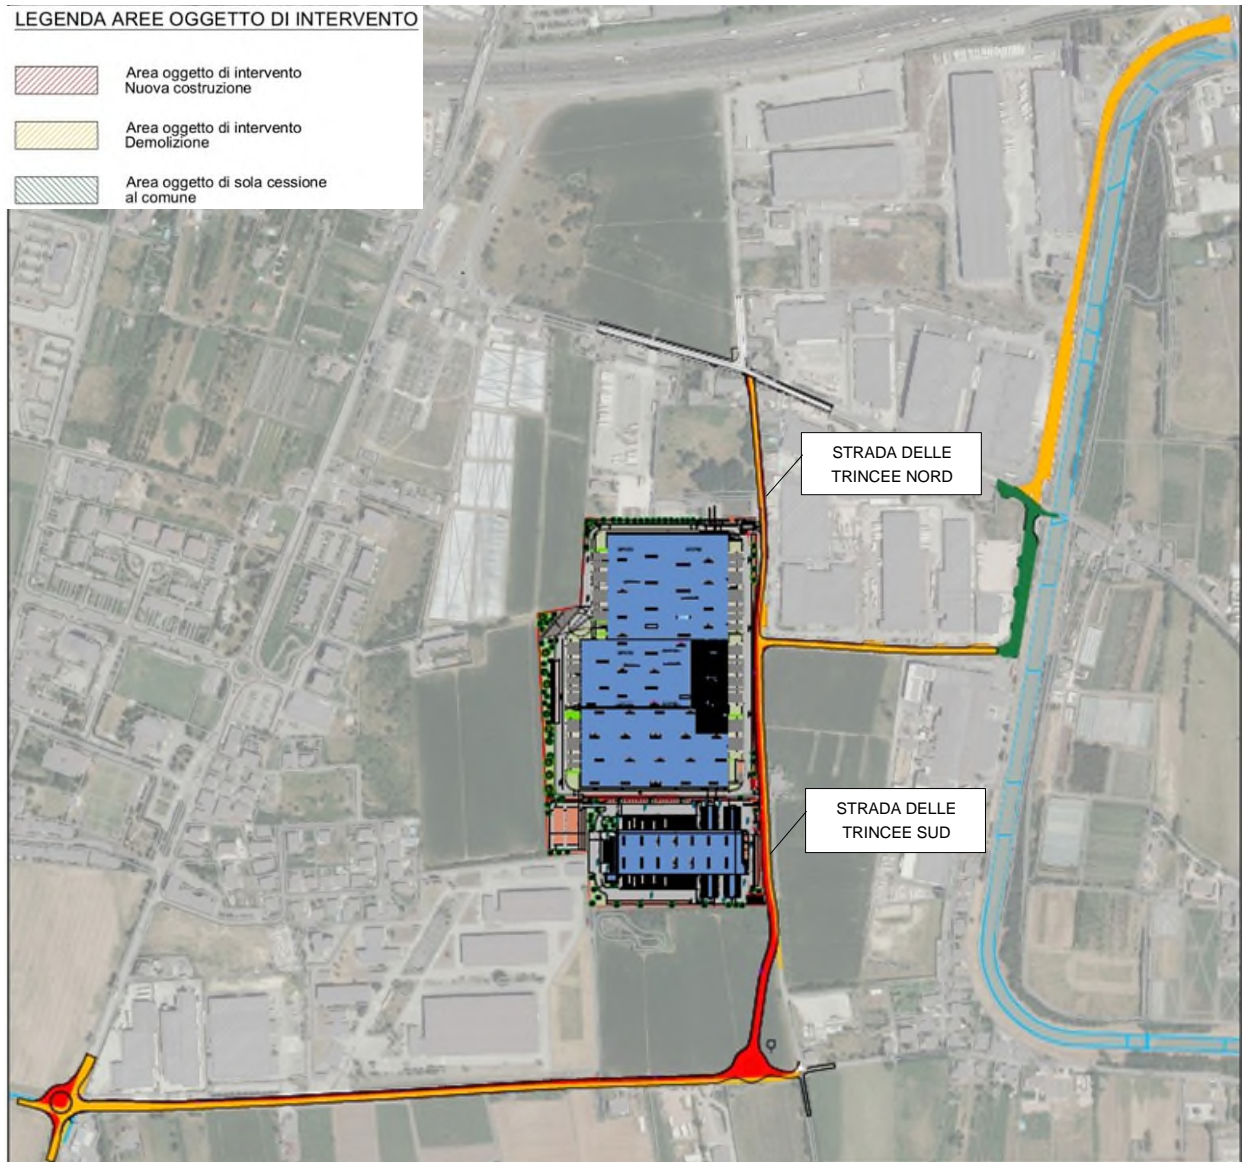 LEGENDA AREE OGGETTO DI INTERVENTO
Area oggetto di intervento
Nuova costruzione
Area oggetto di intervento
Demolizione
Area oggetto di sola cessione
al comune
STRADA DELLE
TRINCEE NORD
STRADA DELLE
TRINCEE SUD